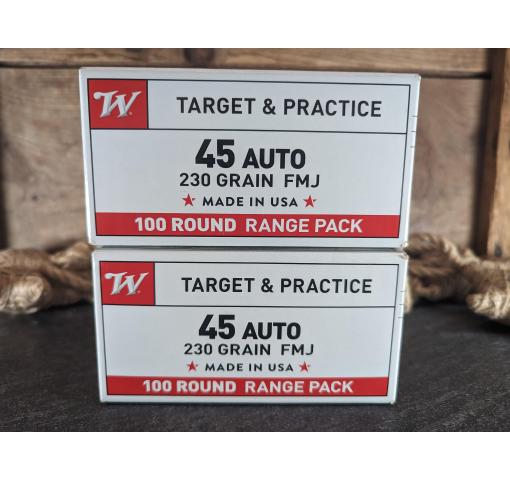 W
TARGET & PRACTICE
45 AUTO
230 GRAIN FMJ
★ MADE IN USA ★
100 ROUND RANGE PACK
W
TARGET & PRACTICE
45 AUTO
230 GRAIN FMJ
★ MADE IN USA ★
100 ROUND RANGE PACK